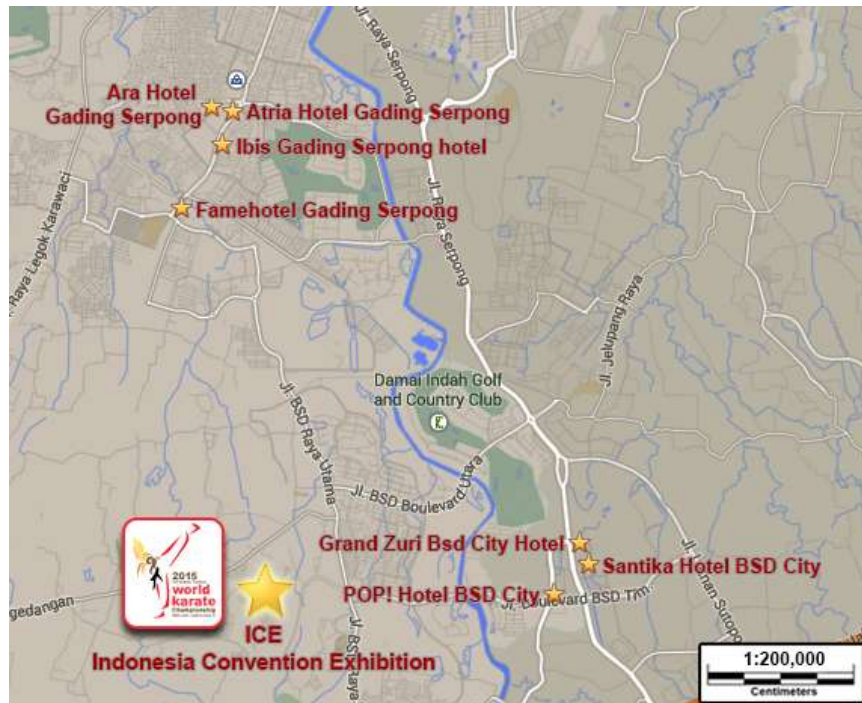 Jl. Raya Serpong
Ara Hotel
Gading Serpong
Atria Hotel Gading Serpong
Ibis Gading Serpong hotel
Famehotel Gading Serpong
Jl. Raya Serpong
Jl. Raya Legok Karawaci
Jl. Jelupang Raya
Damai Indah Golf
and Country Club
Jl. BSD Raya
Utama
Jl. BSD Boulevard Utara
Grand Zuri Bsd City Hotel
Santika Hotel BSD City
POP! Hotel BSD City
Jl. Boulevard BSD Tim
2015
world
karate
Championship
gedangan
ICE
Indonesia Convention Exhibition
1:200,000
Centimeters